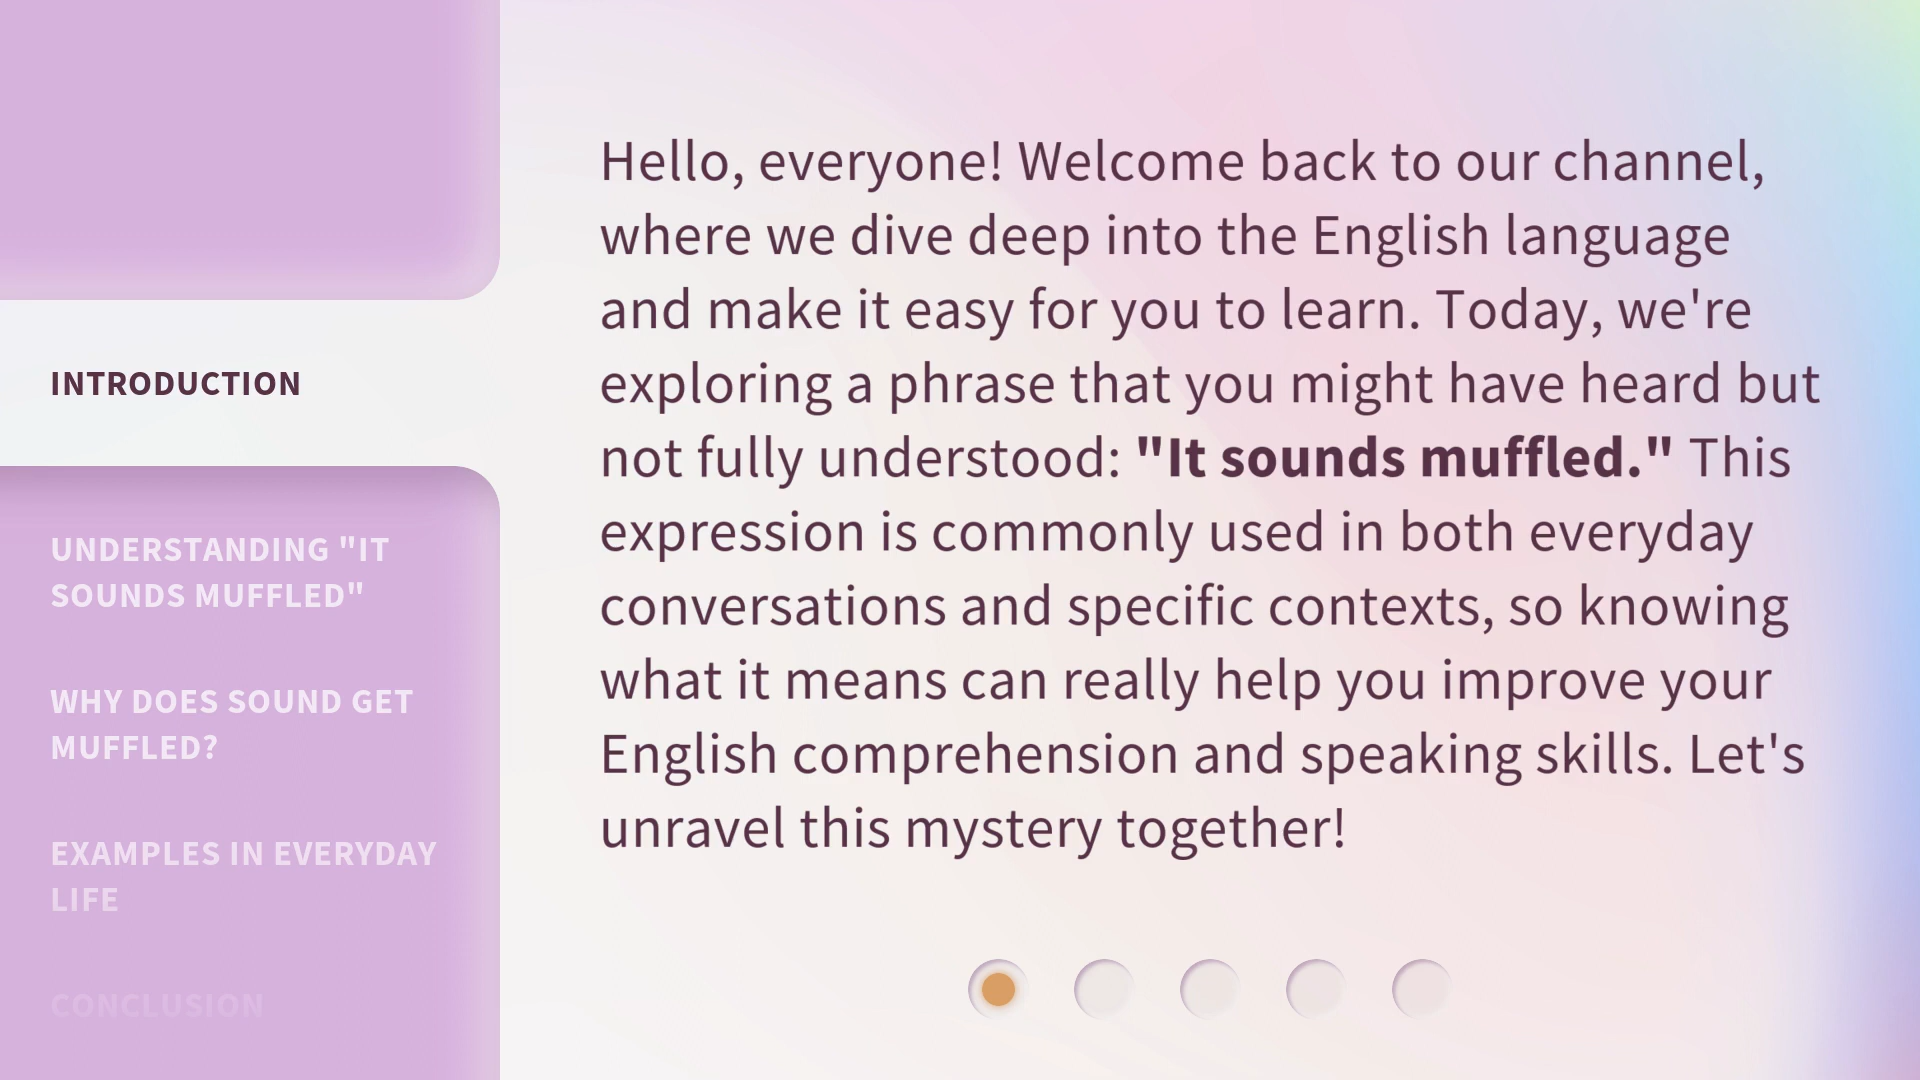 INTRODUCTION
UNDERSTANDING "IT
SOUNDS MUFFLED"
WHY DOES SOUND GET
MUFFLED?
EXAMPLES IN EVERYDAY
LIFE
CONCLUSION
Hello, everyone! Welcome back to our channel,
where we dive deep into the English language
and make it easy for you to learn. Today, we're
exploring a phrase that you might have heard but
not fully understood: "It sounds muffled." This
expression is commonly used in both everyday
conversations and specific contexts, so knowing
what it means can really help you improve your
English comprehension and speaking skills. Let's
unravel this mystery together!